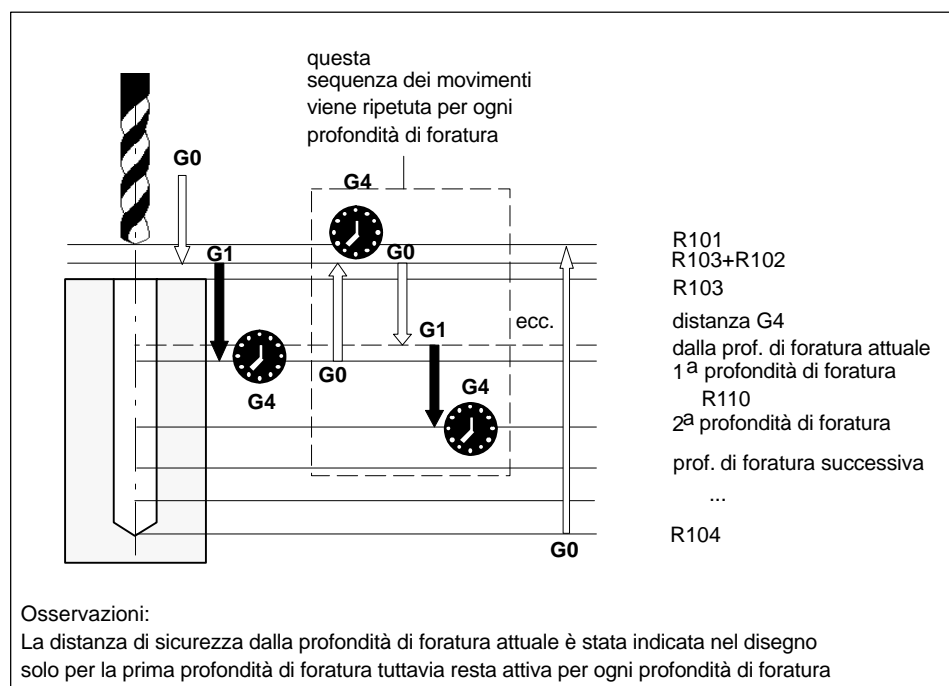 questa
sequenza dei movimenti
viene ripetuta per ogni
profondità di foratura
G0
G4
G1
G0
R101
R103+R102
R103
ecc.
distanza G4
G1
dalla prof. di foratura attuale
G0
1a profondità di foratura
G4
G4
R110
2a profondità di foratura
prof. di foratura successiva
...
R104
G0
Osservazioni:
La distanza di sicurezza dalla profondità di foratura attuale è stata indicata nel disegno
solo per la prima profondità di foratura tuttavia resta attiva per ogni profondità di foratura